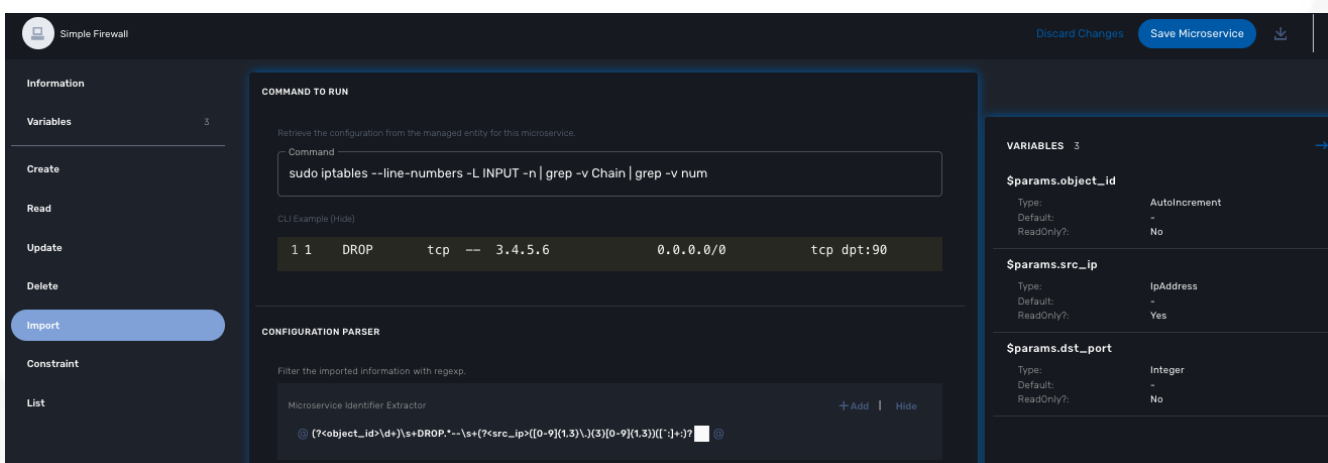 Simple Firewall
Discard Changes
Save Microservice
Information
Variables 3
Create
Read
Update
Delete
Import
Constraint
List
COMMAND TO RUN
Retrieve the configuration from the managed entity for this microservice.
Command
sudo iptables --line-numbers -L INPUT -n | grep -v Chain | grep -v num
CLI Example (Hide)
1 1 DROP tcp -- 3.4.5.6 0.0.0.0/0 tcp dpt:90
CONFIGURATION PARSER
Filter the imported information with regexp.
Microservice Identifier Extractor
+ Add | Hide
@ (?<object_id>\d+)\s+DROP.*--\s+(?<src_ip>([0-9]{1,3}\.){3}[0-9]{1,3})([^:]+:)? @
VARIABLES 3
$params.object_id
Type: AutoIncrement
Default: -
ReadOnly?: No
$params.src_ip
Type: IpAddress
Default: -
ReadOnly?: Yes
$params.dst_port
Type: Integer
Default: -
ReadOnly?: No